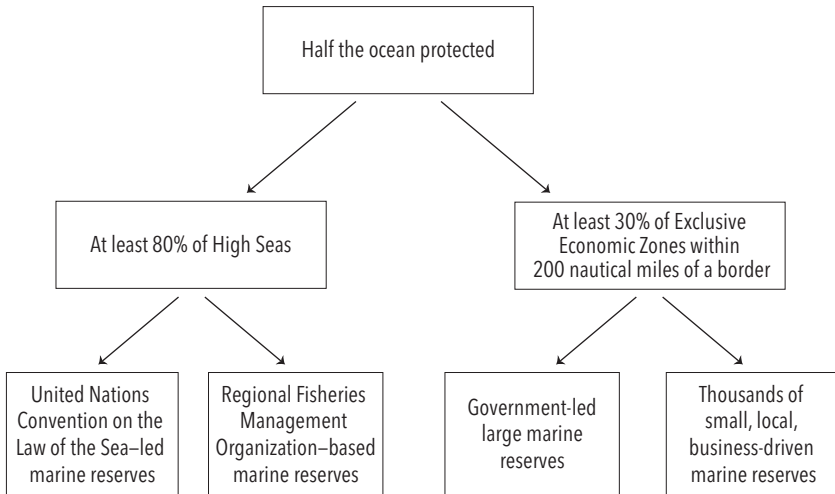 Half the ocean protected
At least 80% of High Seas
At least 30% of Exclusive
Economic Zones within
200 nautical miles of a border
United Nations
Convention on the
Law of the Sea–led
marine reserves
Regional Fisheries
Management
Organization–based
marine reserves
Government-led
large marine
reserves
Thousands of
small, local,
business-driven
marine reserves